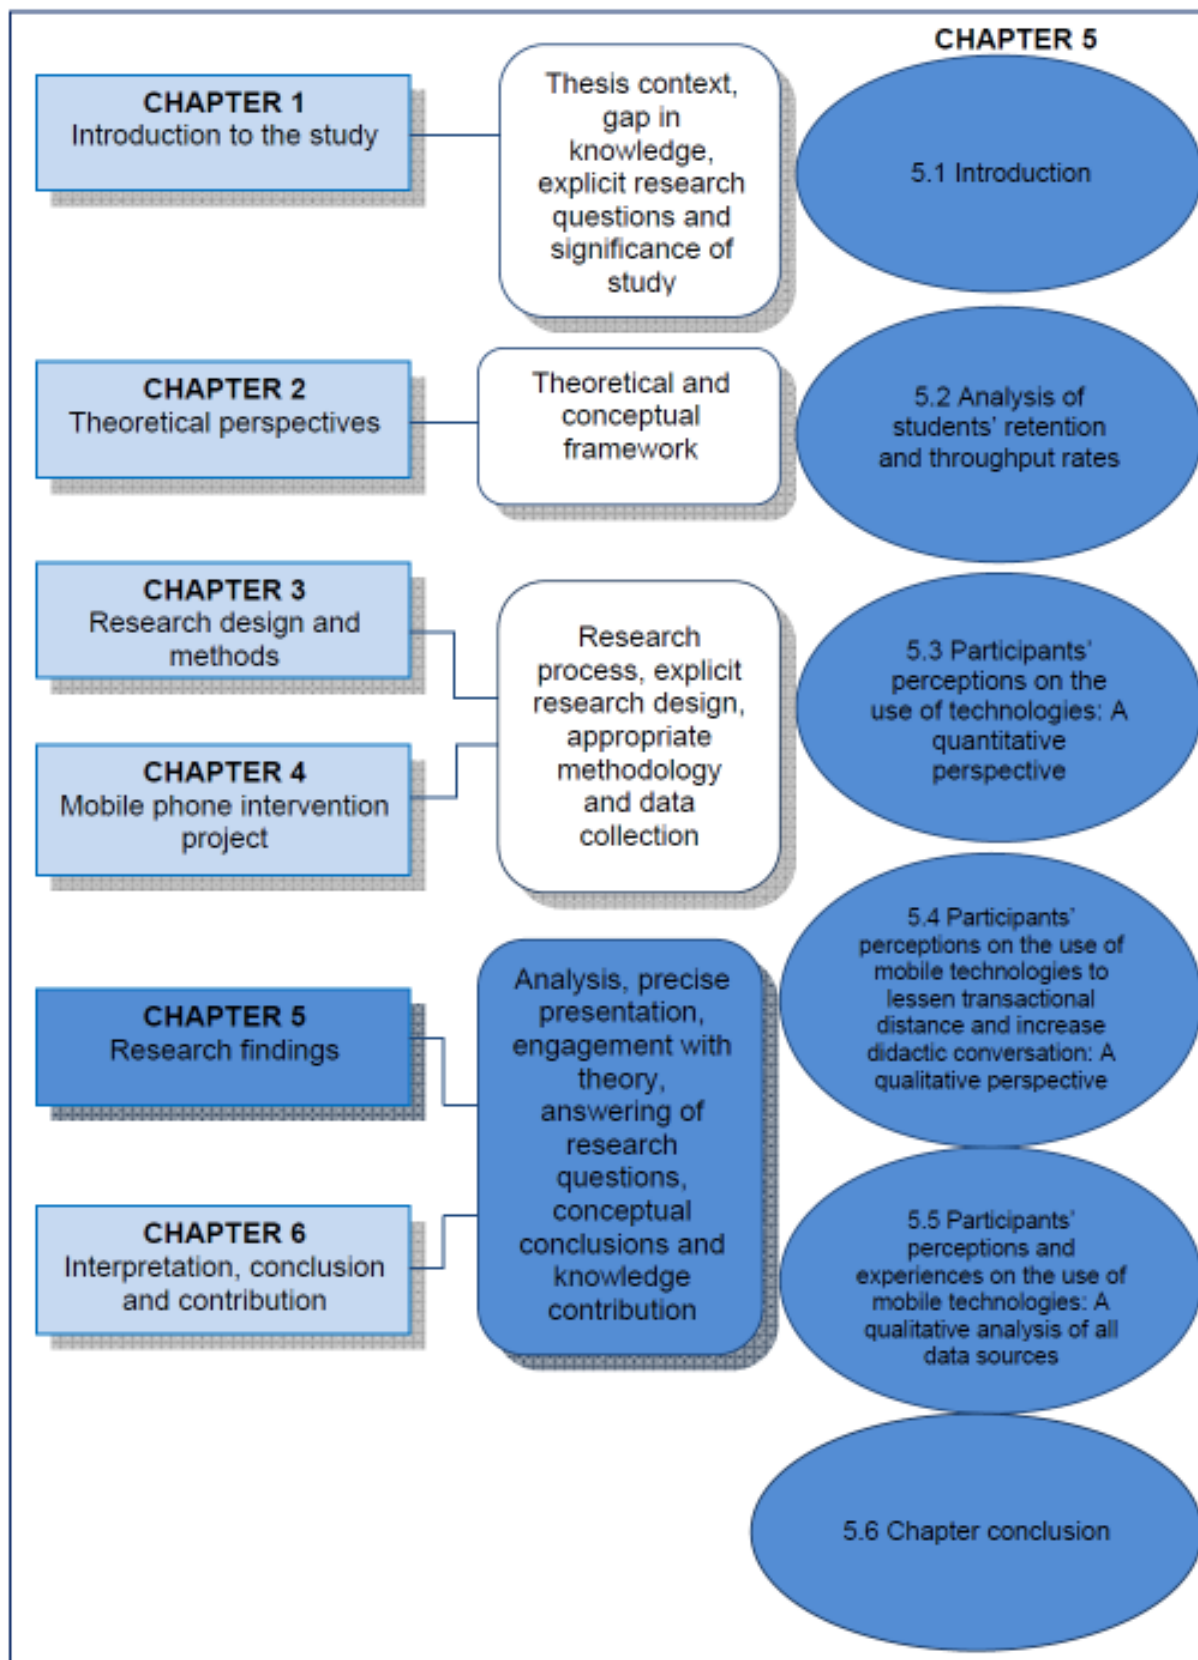 CHAPTER 1
Introduction to the study
Thesis context,
gap in
knowledge,
explicit research
questions and
significance of
study
CHAPTER 2
Theoretical perspectives
Theoretical and
conceptual
framework
CHAPTER 3
Research design and
methods
CHAPTER 4
Mobile phone intervention
project
Research
process, explicit
research design,
appropriate
methodology
and data
collection
CHAPTER 5
Research findings
CHAPTER 6
Interpretation, conclusion
and contribution
Analysis, precise
presentation,
engagement with
theory,
answering of
research
questions,
conceptual
conclusions and
knowledge
contribution
CHAPTER 5
5.1 Introduction
5.2 Analysis of
students’ retention
and throughput rates
5.3 Participants’
perceptions on the
use of technologies: A
quantitative
perspective
5.4 Participants’
perceptions on the use of
mobile technologies to
lessen transactional
distance and increase
didactic conversation: A
qualitative perspective
5.5 Participants’
perceptions and
experiences on the use of
mobile technologies: A
qualitative analysis of all
data sources
5.6 Chapter conclusion